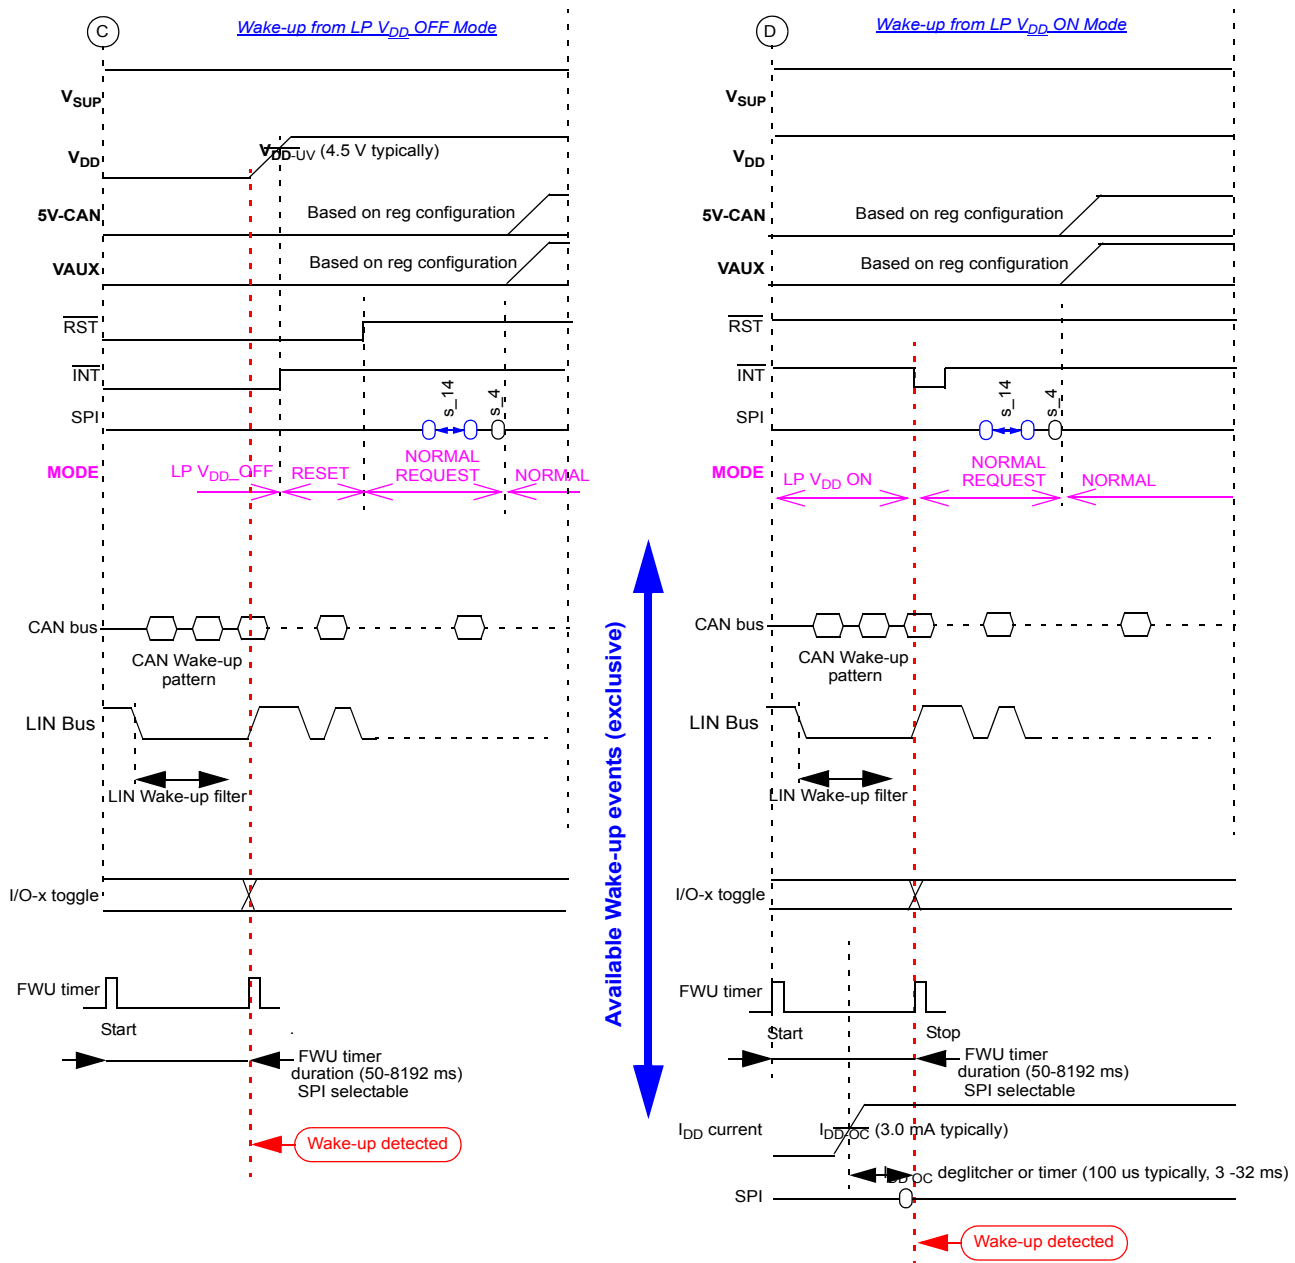 C
Wake-up from LP VDD OFF Mode
VSUP
VDD
VDD-UV (4.5 V typically)
5V-CAN
Based on reg configuration
VAUX
Based on reg configuration
RST
INT
SPI
s_14
s_4
MODE
LP VDD_OFF
RESET
NORMAL
REQUEST
NORMAL
CAN bus
CAN Wake-up
pattern
LIN Bus
LIN Wake-up filter
I/O-x toggle
FWU timer
Start
FWU timer
duration (50-8192 ms)
SPI selectable
Wake-up detected
Available Wake-up events (exclusive)
D
Wake-up from LP VDD ON Mode
VSUP
VDD
5V-CAN
Based on reg configuration
VAUX
Based on reg configuration
RST
INT
SPI
s_14
s_4
MODE
LP VDD ON
NORMAL
REQUEST
NORMAL
CAN bus
CAN Wake-up
pattern
LIN Bus
LIN Wake-up filter
I/O-x toggle
FWU timer
Start
Stop
FWU timer
duration (50-8192 ms)
SPI selectable
IDD current
IDD-OC (3.0 mA typically)
IDD OC deglitcher or timer (100 us typically, 3 -32 ms)
SPI
Wake-up detected